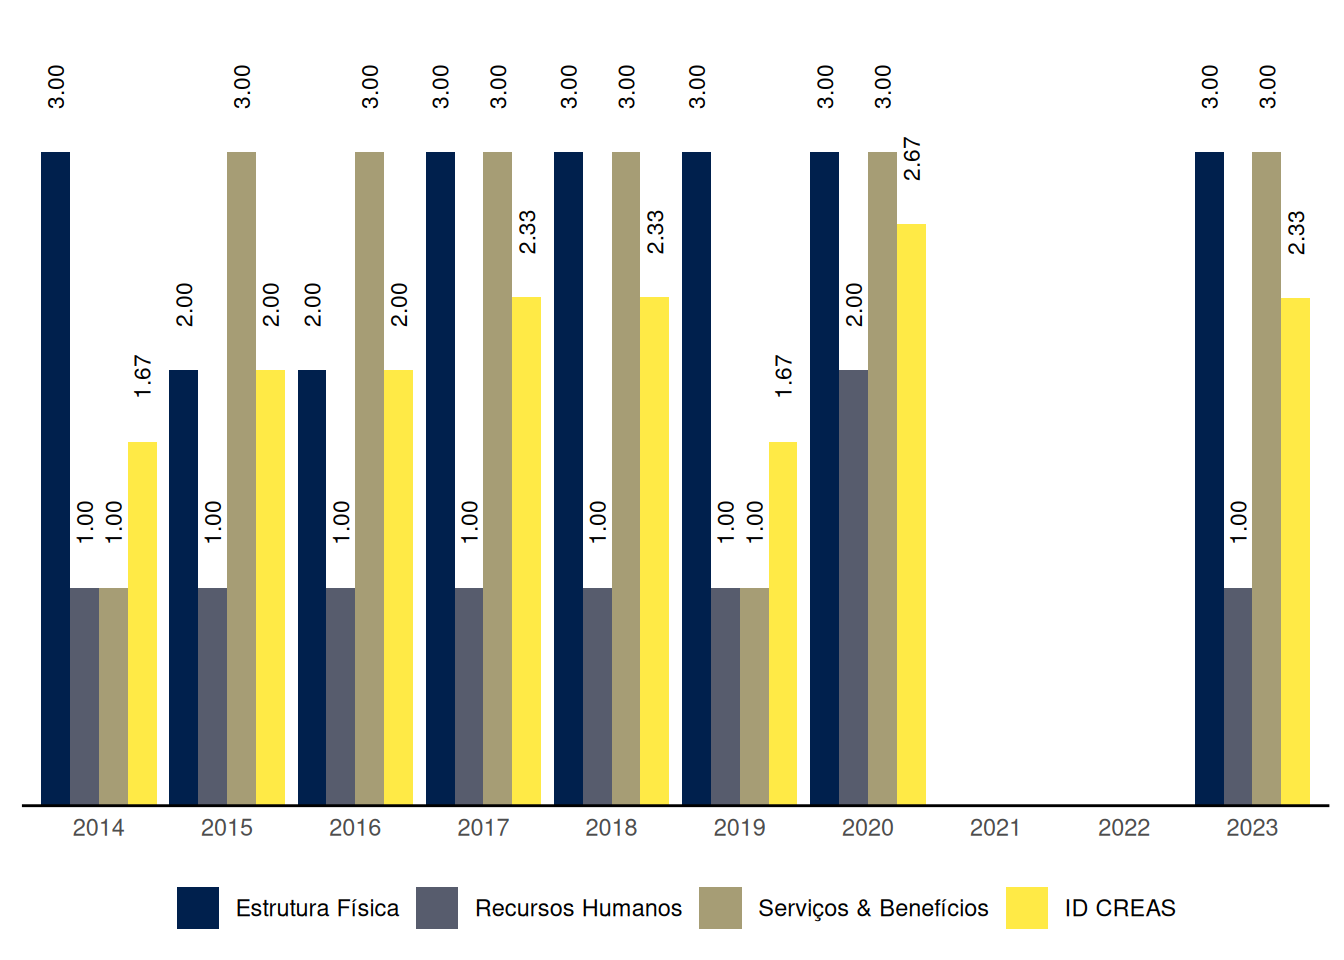 3.00 3.00 3.00 3.00 3.00 3.00 3.00 3.00 3.00 3.00 3.00 3.00 3.00
2.67
2.33 2.33 2.33
2.00 2.00 2.00 2.00 2.00
1.67 1.67
1.00 1.00 1.00 1.00 1.00 1.00 1.00 1.00 1.00
2014 2015 2016 2017 2018 2019 2020 2021 2022 2023
Estrutura Física Recursos Humanos Serviços & Benefícios ID CREAS